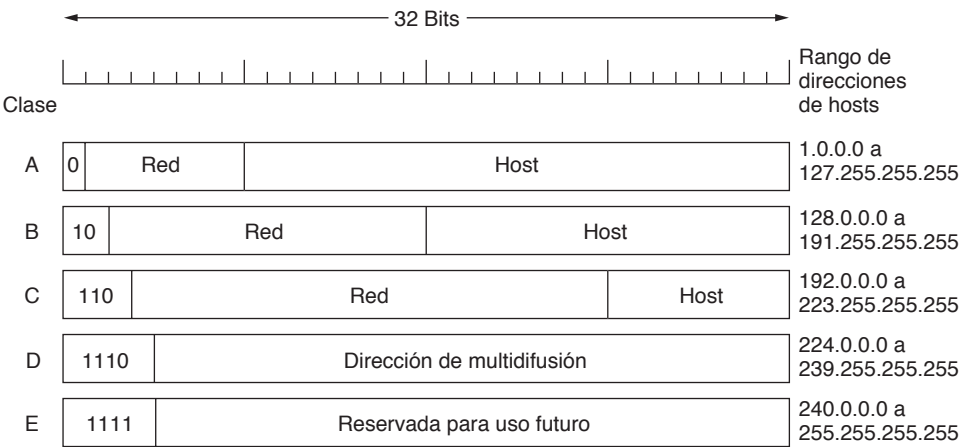 32 Bits
Rango de
direcciones
de hosts
Clase
A
0
Red
Host
1.0.0.0 a
127.255.255.255
B
10
Red
Host
128.0.0.0 a
191.255.255.255
C
110
Red
Host
192.0.0.0 a
223.255.255.255
D
1110
Dirección de multidifusión
224.0.0.0 a
239.255.255.255
E
1111
Reservada para uso futuro
240.0.0.0 a
255.255.255.255